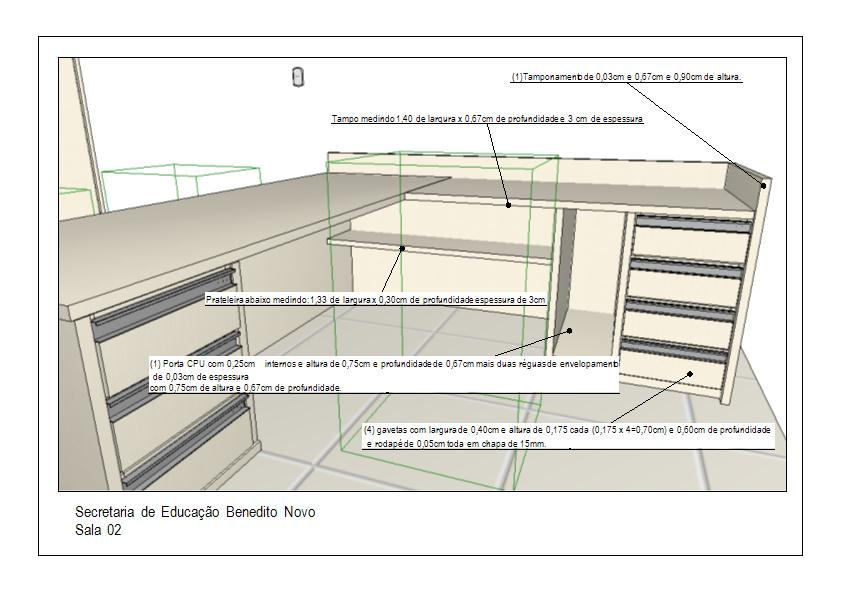 (1)Tamponamento de 0,03cm e 0,67cm e 0,90cm de altura.
Tampo medindo 1,40 de largura x 0,67cm de profundidade e 3 cm de espessura
Prateleira abaixo medindo: 1,33 de largura x 0,30cm de profundidade espessura de 3cm
(1) Porta CPU com 0,25cm internos e altura de 0,75cm e profundidade de 0,67cm mais duas réguas de envelopament
de 0,03cm de espessura
com 0,75cm de altura e 0,67cm de profundidade.
(4) gavetas com largura de 0,40cm e altura de 0,175 cada (0,175 x 4=0,70cm) e 0,60cm de profundidade
e rodapé de 0,05cm toda em chapa de 15mm.
Secretaria de Educação Benedito Novo
Sala 02